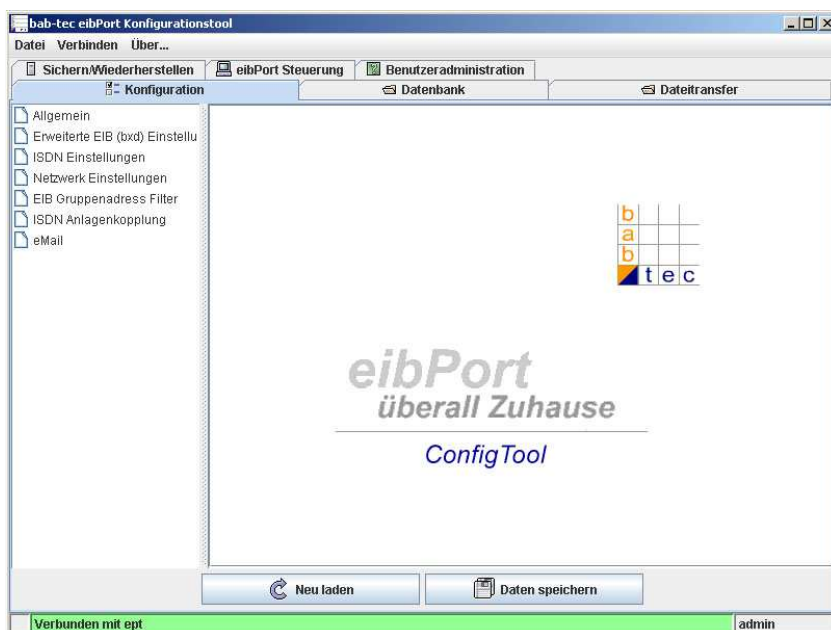 bab-tec eibPort Konfigurationstool
Datei Verbinden Über...
Sichern/Wiederherstellen eibPort Steuerung Benutzeradministration
Konfiguration Datenbank Dateitransfer
Allgemein
Erweiterte EIB (bxd) Einstellu
ISDN Einstellungen
Netzwerk Einstellungen
EIB Gruppenadress Filter
ISDN Anlagenkopplung
eMail
b
a
b
tec
eibPort
überall Zuhause
ConfigTool
Neu laden Daten speichern
Verbunden mit ept admin